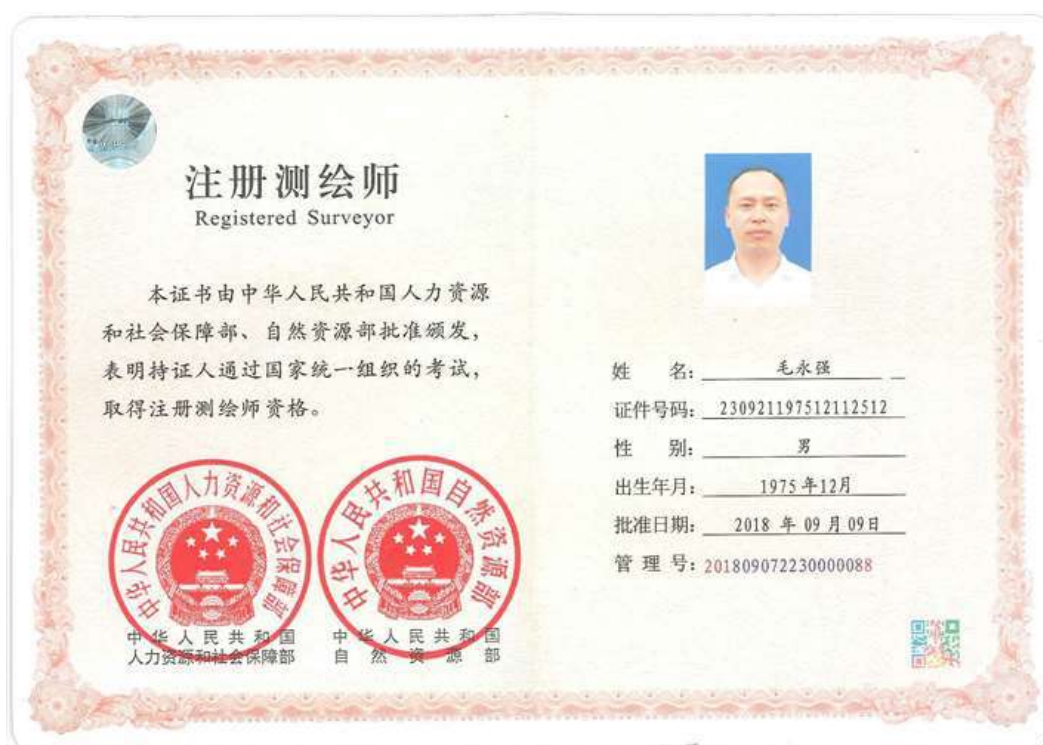 注册测绘师
Registered Surveyor
本证书由中华人民共和国人力资源
和社会保障部、自然资源部批准颁发，
表明持证人通过国家统一组织的考试，
取得注册测绘师资格。
中华人民共和国人力资源和社会保障部
中华人民共和国
人力资源和社会保障部
中华人民共和国自然资源部
中华人民共和国
自然资源部
姓 名：毛永强
证件号码：230921197512112512
性 别：男
出生年月：1975年12月
批准日期：2018 年 09 月 09日
管 理 号：201809072230000088